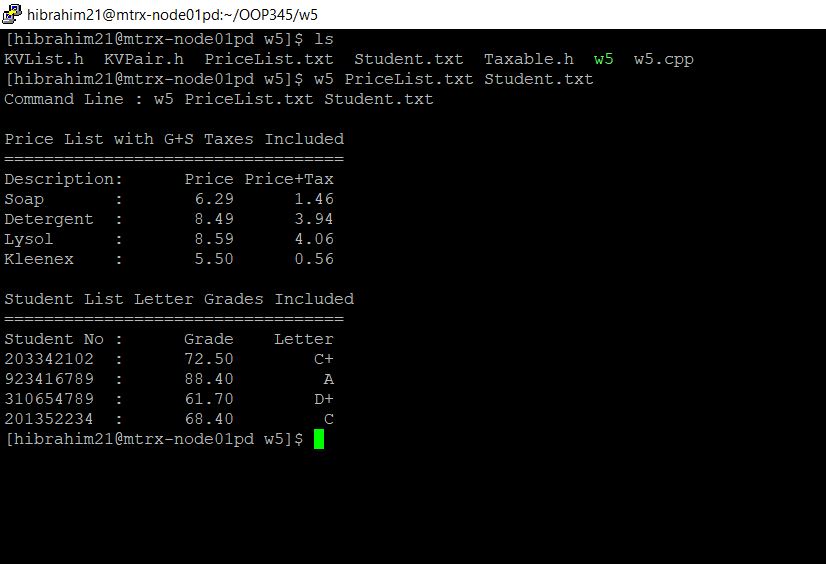 hibrahim21@mtrx-node01pd:~/OOP345/w5
[hibrahim21@mtrx-node01pd w5]$ ls
KVList.h  KVPair.h  PriceList.txt  Student.txt  Taxable.h  w5  w5.cpp
[hibrahim21@mtrx-node01pd w5]$ w5 PriceList.txt Student.txt
Command Line : w5 PriceList.txt Student.txt
Price List with G+S Taxes Included
==================================
Description:      Price Price+Tax
Soap       :       6.29      1.46
Detergent  :       8.49      3.94
Lysol      :       8.59      4.06
Kleenex    :       5.50      0.56
Student List Letter Grades Included
==================================
Student No :      Grade    Letter
203342102  :      72.50        C+
923416789  :      88.40         A
310654789  :      61.70        D+
201352234  :      68.40         C
[hibrahim21@mtrx-node01pd w5]$